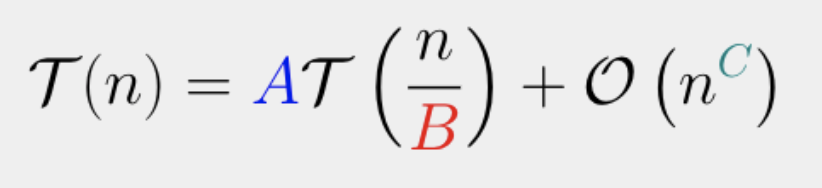 𝒯(n) = A𝒯(n/B) + 𝒪(n^C)